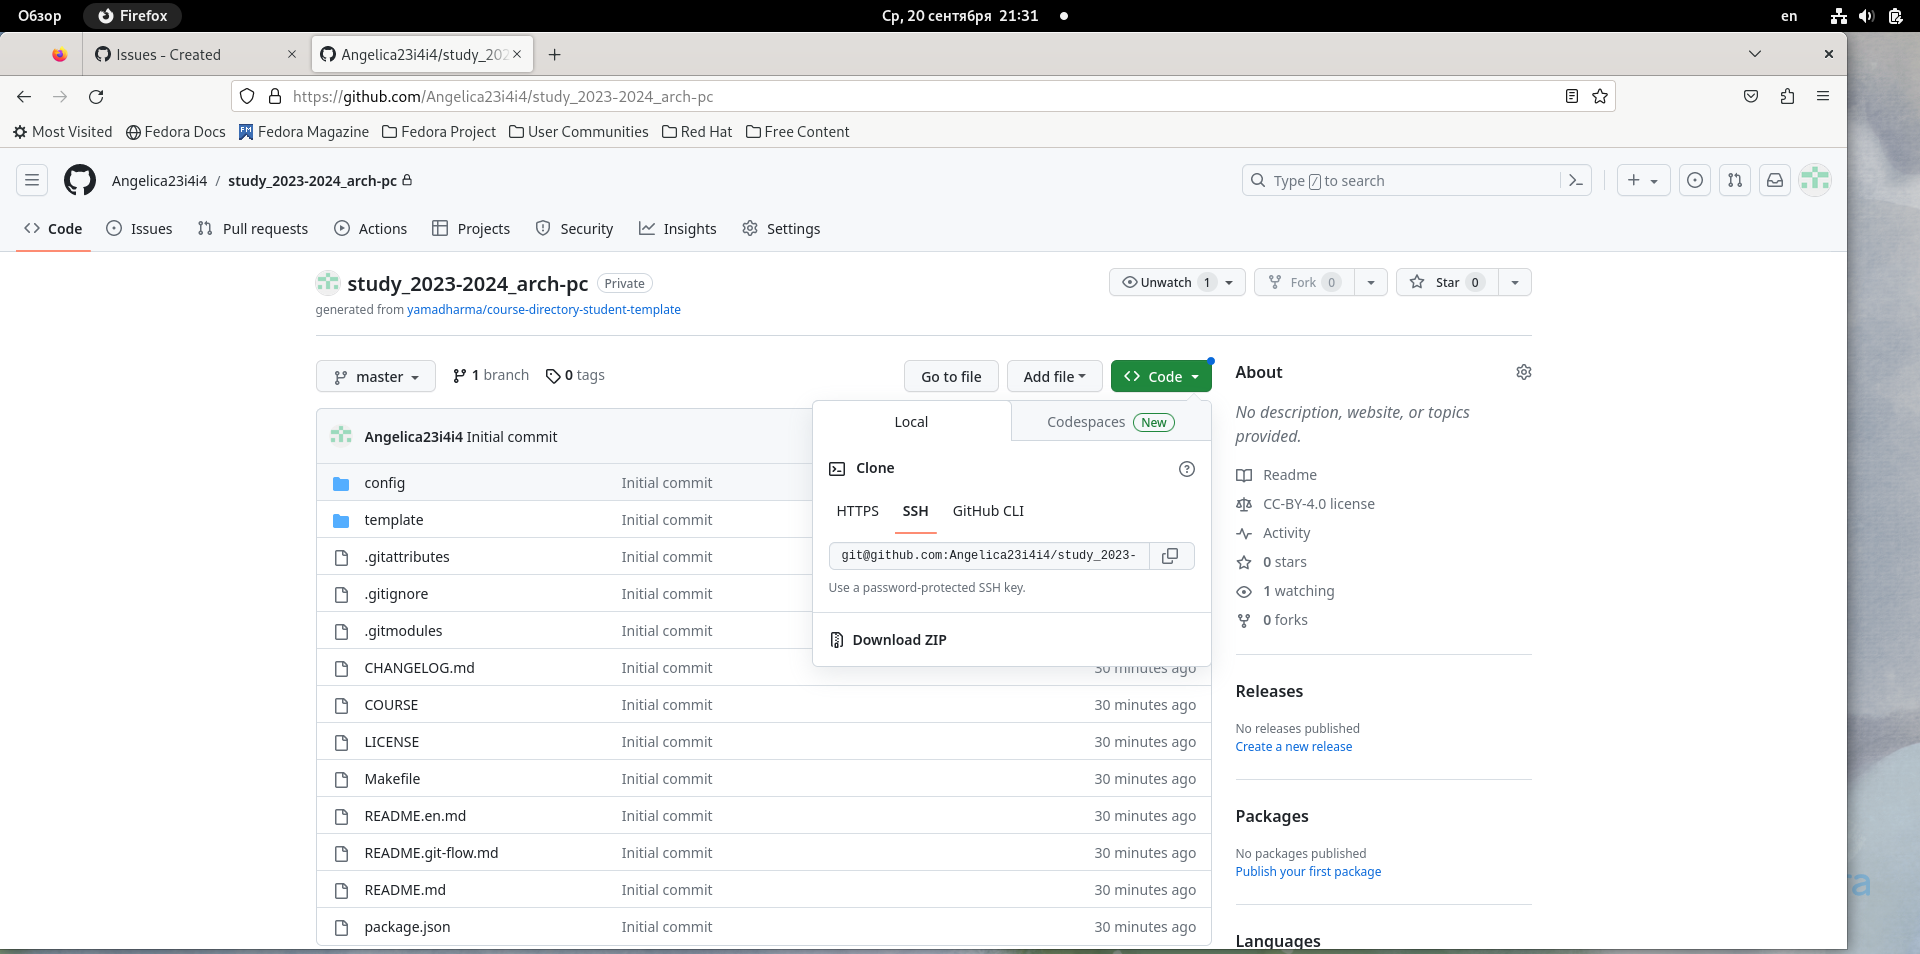 Обзор Firefox Ср, 20 сентября 21:31 en
Issues - Created Angelica23i4i4/study_202
https://github.com/Angelica23i4i4/study_2023-2024_arch-pc
Most Visited Fedora Docs Fedora Magazine Fedora Project User Communities Red Hat Free Content
Angelica23i4i4 / study_2023-2024_arch-pc Type / to search
Code Issues Pull requests Actions Projects Security Insights Settings
study_2023-2024_arch-pc Private Unwatch 1 Fork 0 Star 0
generated from yamadharma/course-directory-student-template
master 1 branch 0 tags Go to file Add file Code
Angelica23i4i4 Initial commit
config Initial commit
template Initial commit
.gitattributes Initial commit
.gitignore Initial commit
.gitmodules Initial commit
CHANGELOG.md Initial commit 30 minutes ago
COURSE Initial commit 30 minutes ago
LICENSE Initial commit 30 minutes ago
Makefile Initial commit 30 minutes ago
README.en.md Initial commit 30 minutes ago
README.git-flow.md Initial commit 30 minutes ago
README.md Initial commit 30 minutes ago
package.json Initial commit 30 minutes ago
Local Codespaces New
Clone
HTTPS SSH GitHub CLI
git@github.com:Angelica23i4i4/study_2023-
Use a password-protected SSH key.
Download ZIP
About
No description, website, or topics
provided.
Readme
CC-BY-4.0 license
Activity
0 stars
1 watching
0 forks
Releases
No releases published
Create a new release
Packages
No packages published
Publish your first package
Languages